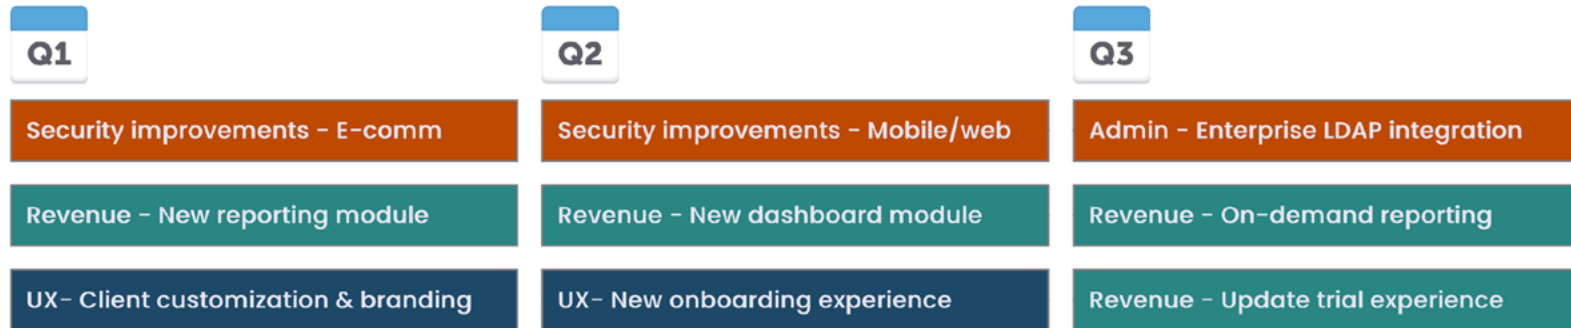 Q1
Security improvements - E-comm
Revenue - New reporting module
UX- Client customization & branding
Q2
Security improvements - Mobile/web
Revenue - New dashboard module
UX- New onboarding experience
Q3
Admin - Enterprise LDAP integration
Revenue - On-demand reporting
Revenue - Update trial experience